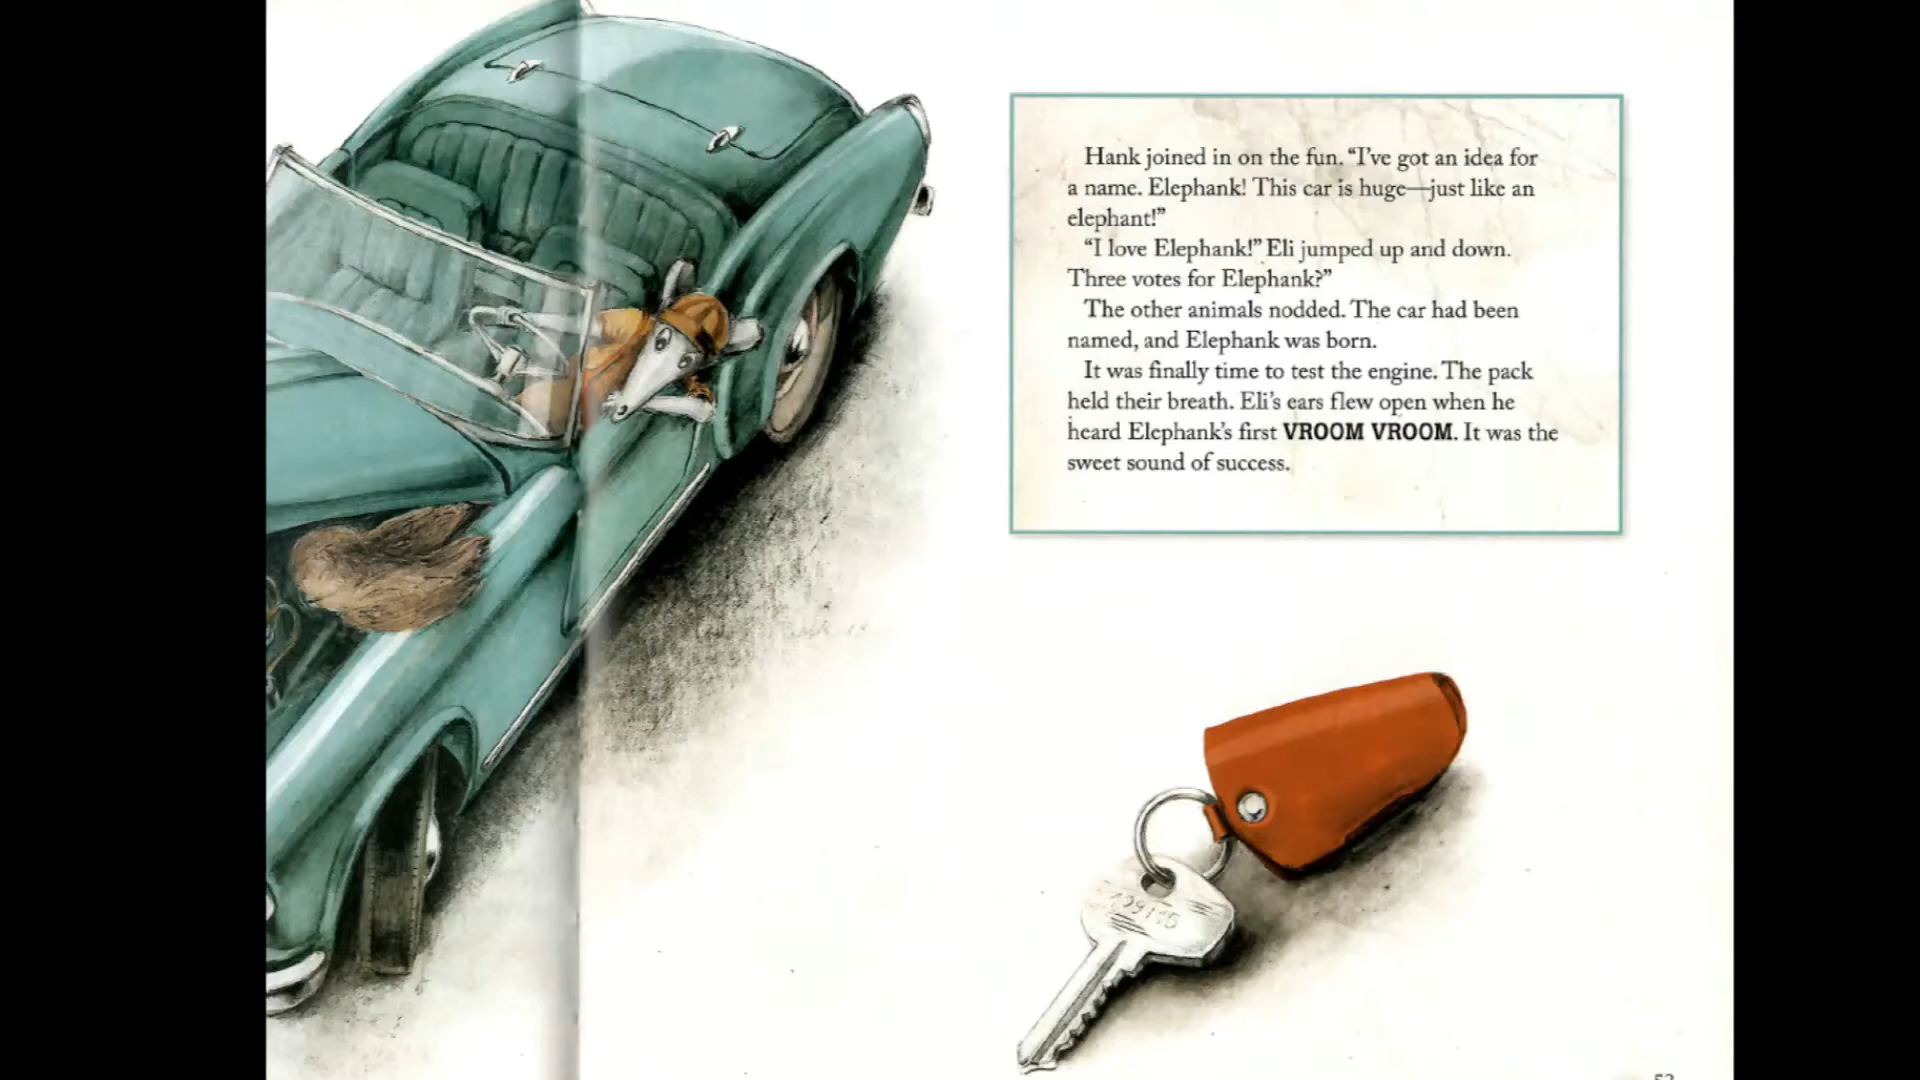 Hank joined in on the fun. “I’ve got an idea for
a name. Elephank! This car is huge—just like an
elephant!”
“I love Elephank!” Eli jumped up and down.
Three votes for Elephank?”
The other animals nodded. The car had been
named, and Elephank was born.
It was finally time to test the engine. The pack
held their breath. Eli’s ears flew open when he
heard Elephank’s first VROOM VROOM. It was the
sweet sound of success.